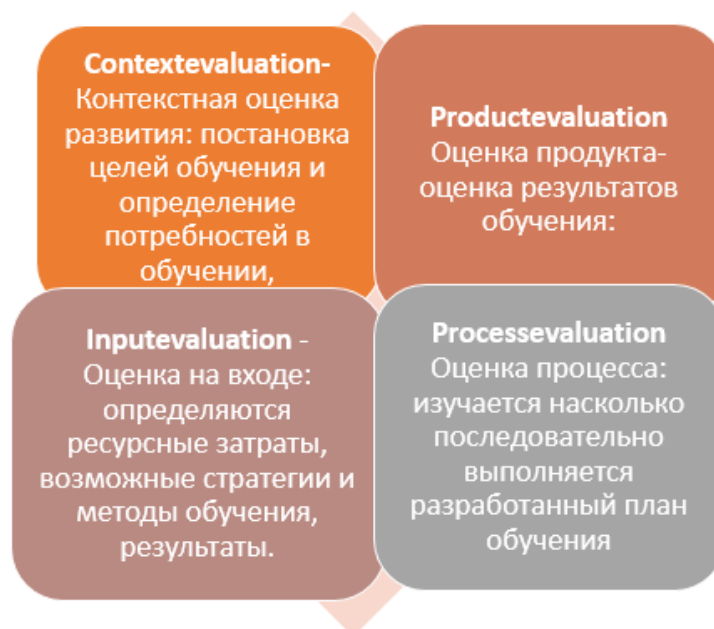 Contextevaluation-
Контекстная оценка
развития: постановка
целей обучения и
определение
потребностей в
обучении,
Productevaluation
Оценка продукта-
оценка результатов
обучения:
Inputevaluation -
Оценка на входе:
определяются
ресурсные затраты,
возможные стратегии и
методы обучения,
результаты.
Processevaluation
Оценка процесса:
изучается насколько
последовательно
выполняется
разработанный план
обучения